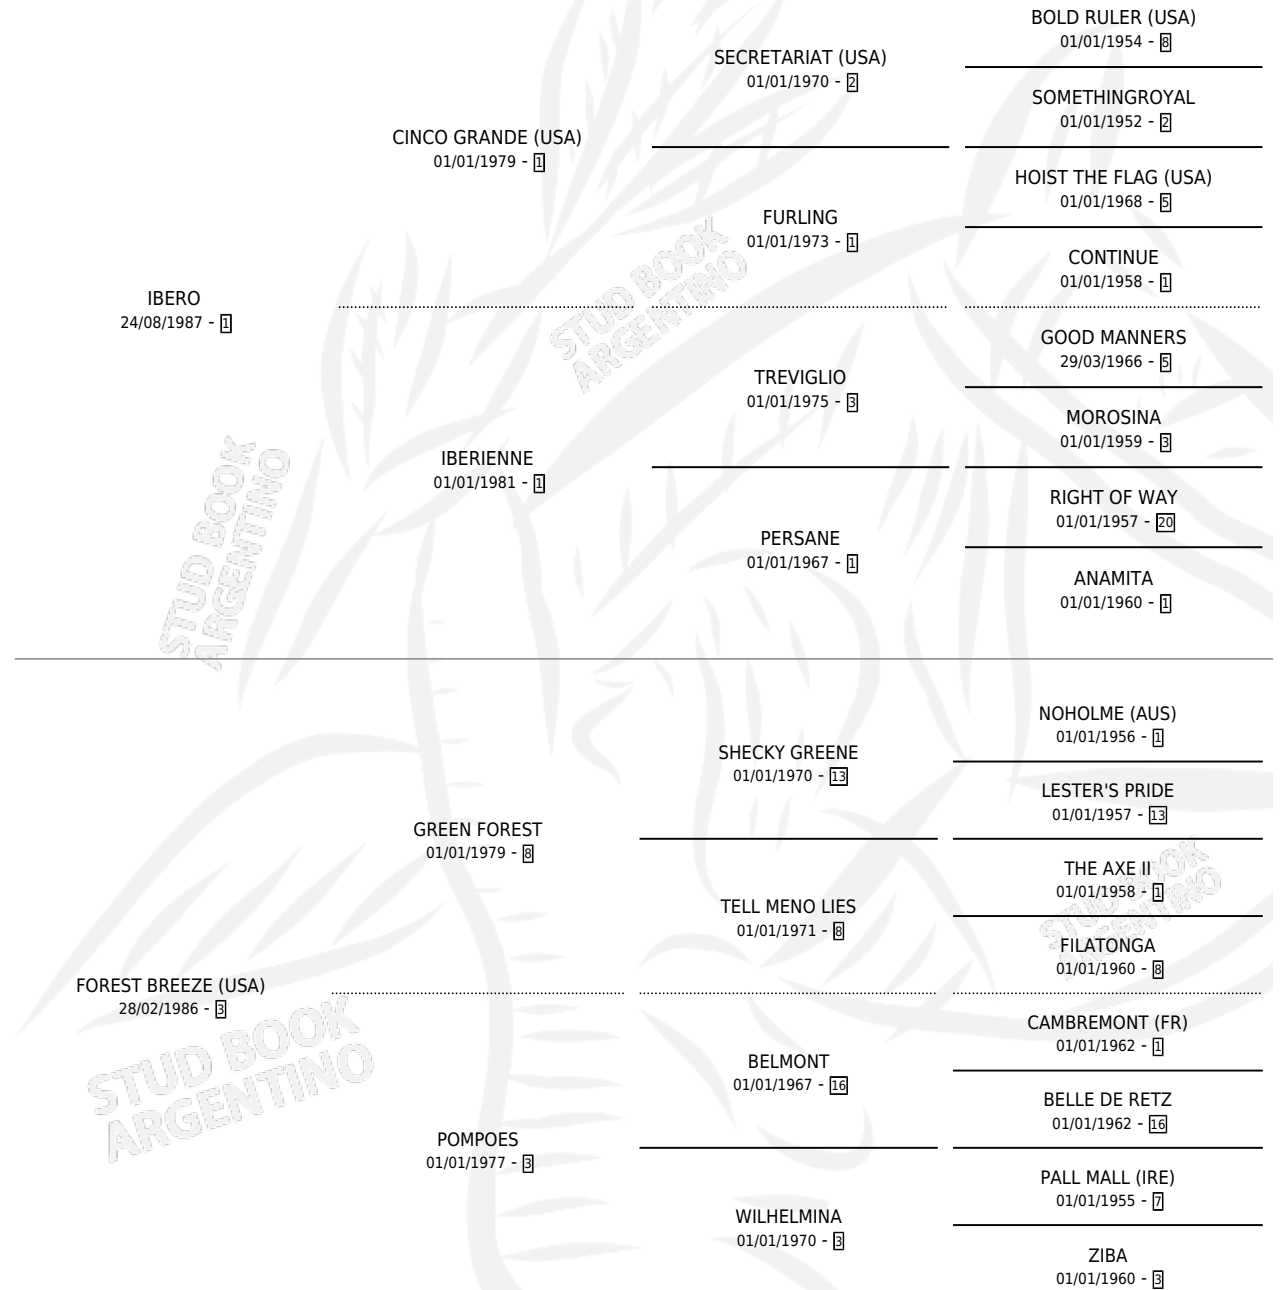 BOLD RULER (USA)
01/01/1954 - 8
SECRETARIAT (USA)
01/01/1970 - 2
SOMETHINGROYAL
01/01/1952 - 2
CINCO GRANDE (USA)
01/01/1979 - 1
HOIST THE FLAG (USA)
01/01/1968 - 5
FURLING
01/01/1973 - 1
CONTINUE
01/01/1958 - 1
IBERO
24/08/1987 - 1
GOOD MANNERS
29/03/1966 - 5
TREVIGLIO
01/01/1975 - 3
MOROSINA
01/01/1959 - 3
IBERIENNE
01/01/1981 - 1
RIGHT OF WAY
01/01/1957 - 20
PERSANE
01/01/1967 - 1
ANAMITA
01/01/1960 - 1
NOHOLME (AUS)
01/01/1956 - 1
SHECKY GREENE
01/01/1970 - 13
LESTER'S PRIDE
01/01/1957 - 13
GREEN FOREST
01/01/1979 - 8
THE AXE II
01/01/1958 - 1
TELL MENO LIES
01/01/1971 - 8
FILATONGA
01/01/1960 - 8
FOREST BREEZE (USA)
28/02/1986 - 3
CAMBREMONT (FR)
01/01/1962 - 1
BELMONT
01/01/1967 - 16
BELLE DE RETZ
01/01/1962 - 16
POMPOES
01/01/1977 - 3
PALL MALL (IRE)
01/01/1955 - 7
WILHELMINA
01/01/1970 - 3
ZIBA
01/01/1960 - 3
STUD BOOK
ARGENTINO
STUD BOOK
ARGENTINO
STUD BOOK
ARGENTINO
STUD BOOK
ARGENTINO